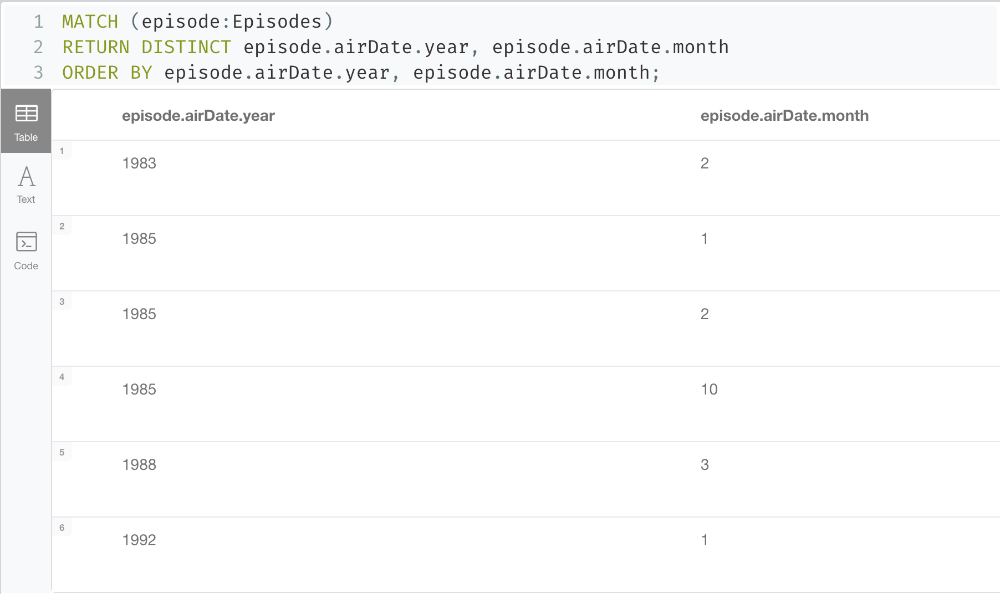 1 MATCH (episode:Episodes)
2 RETURN DISTINCT episode.airDate.year, episode.airDate.month
3 ORDER BY episode.airDate.year, episode.airDate.month;
Table
Text
Code
episode.airDate.year episode.airDate.month
1 1983 2
2 1985 1
3 1985 2
4 1985 10
5 1988 3
6 1992 1